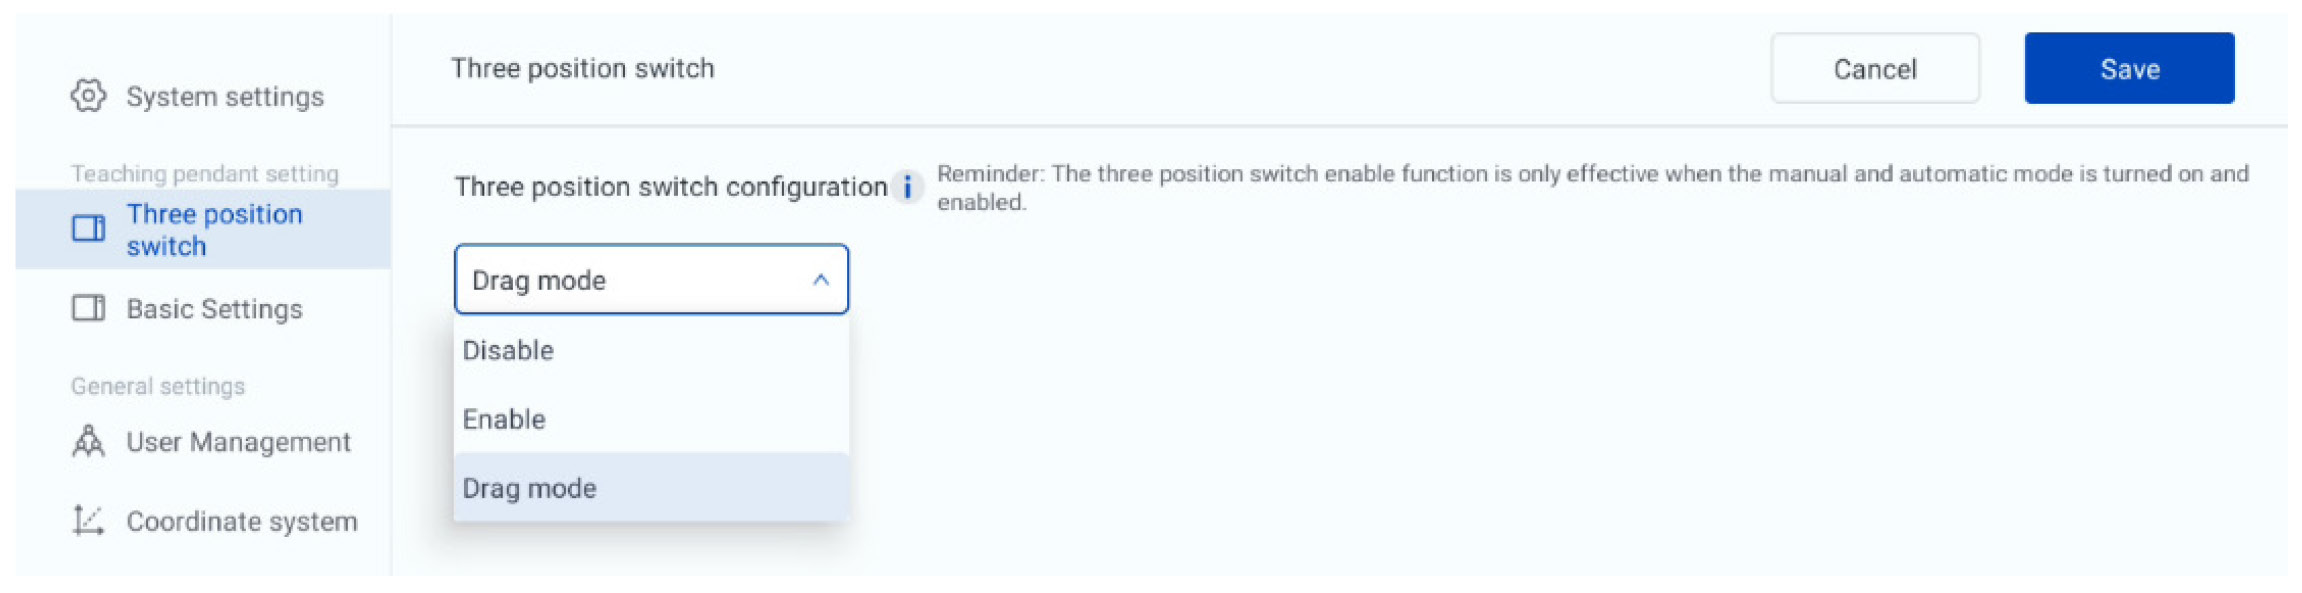 System settings
Teaching pendant setting
Three position
switch
Basic Settings
General settings
User Management
Coordinate system
Three position switch
Cancel
Save
Three position switch configuration
Reminder: The three position switch enable function is only effective when the manual and automatic mode is turned on and
enabled.
Drag mode
Disable
Enable
Drag mode